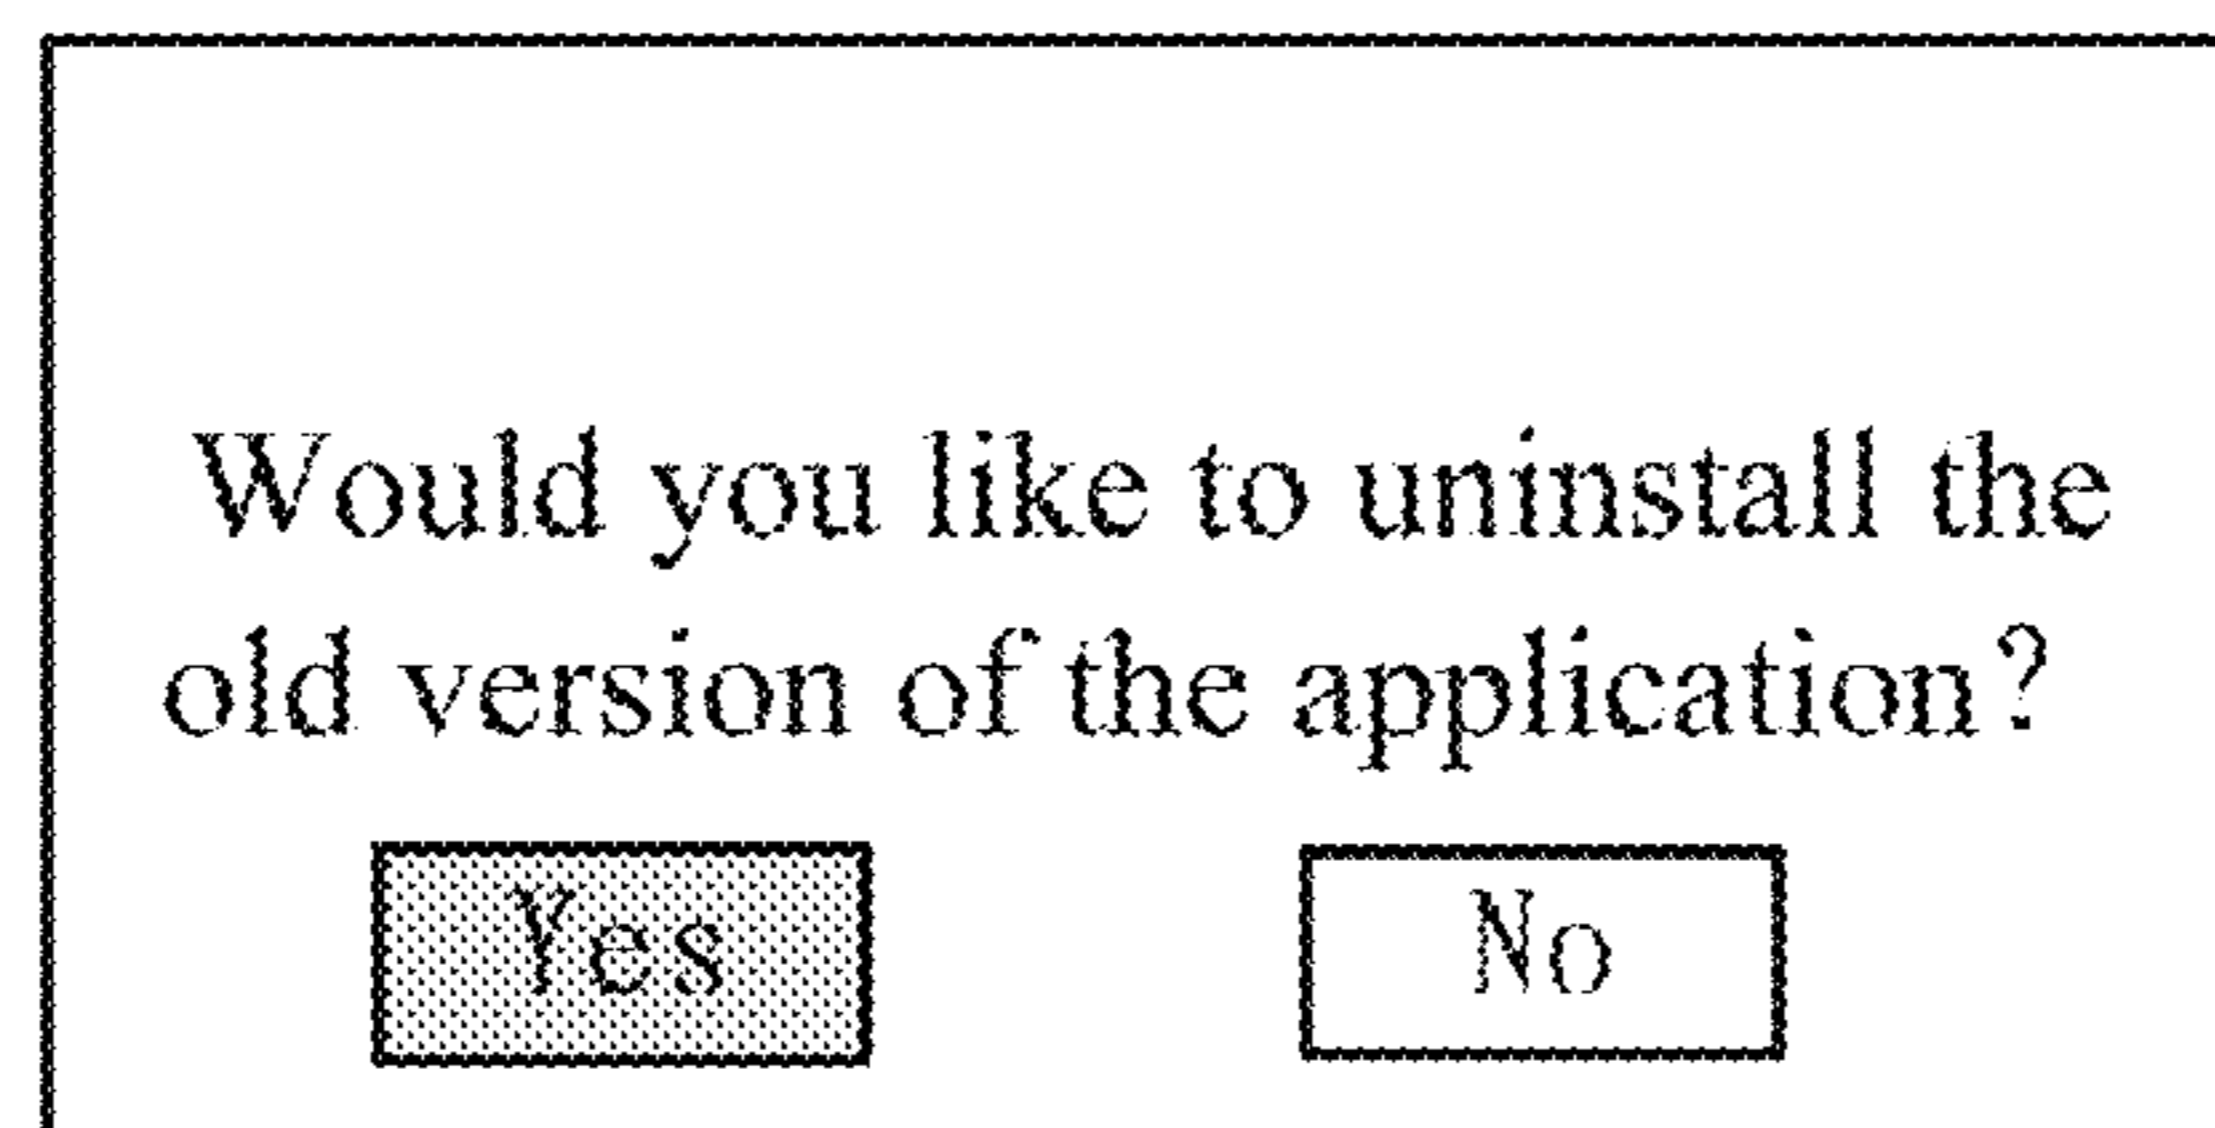 Would you like to uninstall the
old version of the application?
Yes No